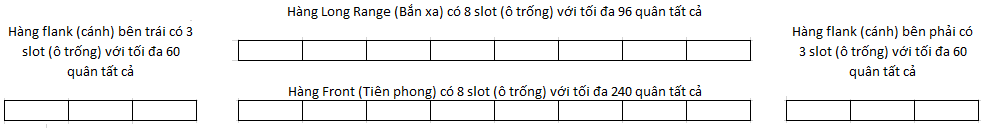 Hàng Long Range (Bắn xa) có 8 slot (ô trống) với tối đa 96 quân tất cả
Hàng flank (cánh) bên trái có 3
slot (ô trống) với tối đa 60
quân tất cả
Hàng flank (cánh) bên phải có
3 slot (ô trống) với tối đa 60
quân tất cả
Hàng Front (Tiên phong) có 8 slot (ô trống) với tối đa 240 quân tất cả